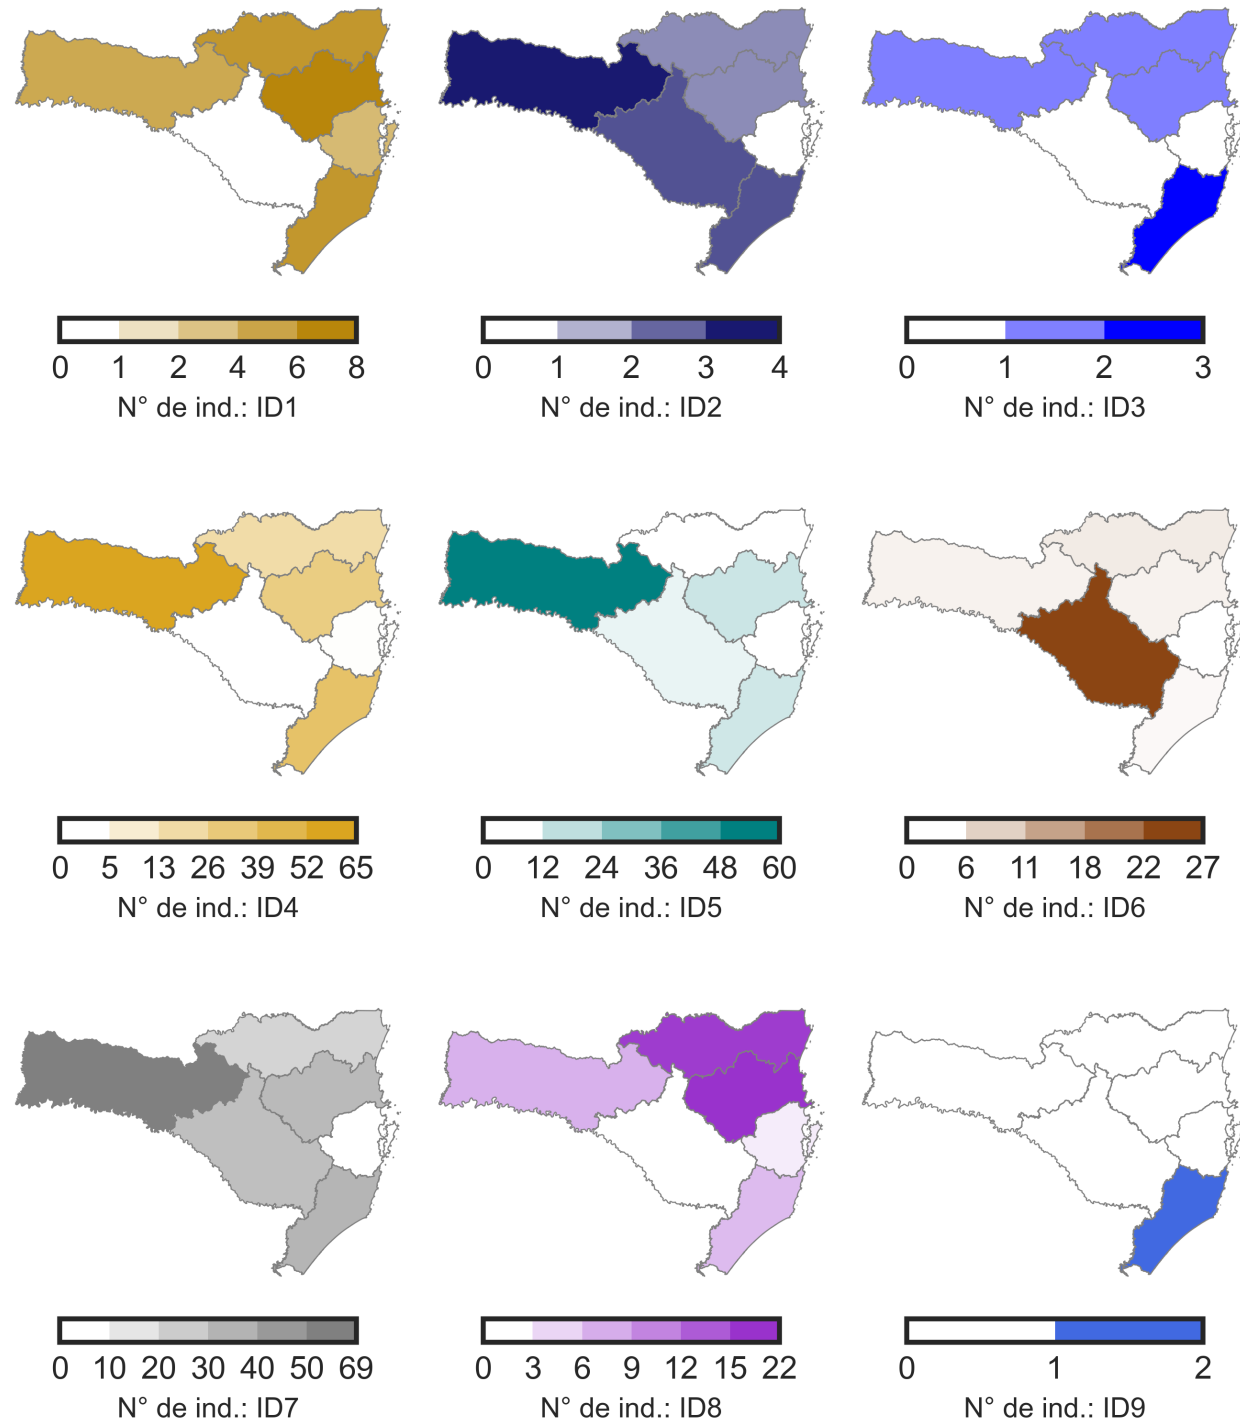 0 1 2 4 6 8
N° de ind.: ID1
0 1 2 3 4
N° de ind.: ID2
0 1 2 3
N° de ind.: ID3
0 5 13 26 39 52 65
N° de ind.: ID4
0 12 24 36 48 60
N° de ind.: ID5
0 6 11 18 22 27
N° de ind.: ID6
0 10 20 30 40 50 69
N° de ind.: ID7
0 3 6 9 12 15 22
N° de ind.: ID8
0 1 2
N° de ind.: ID9